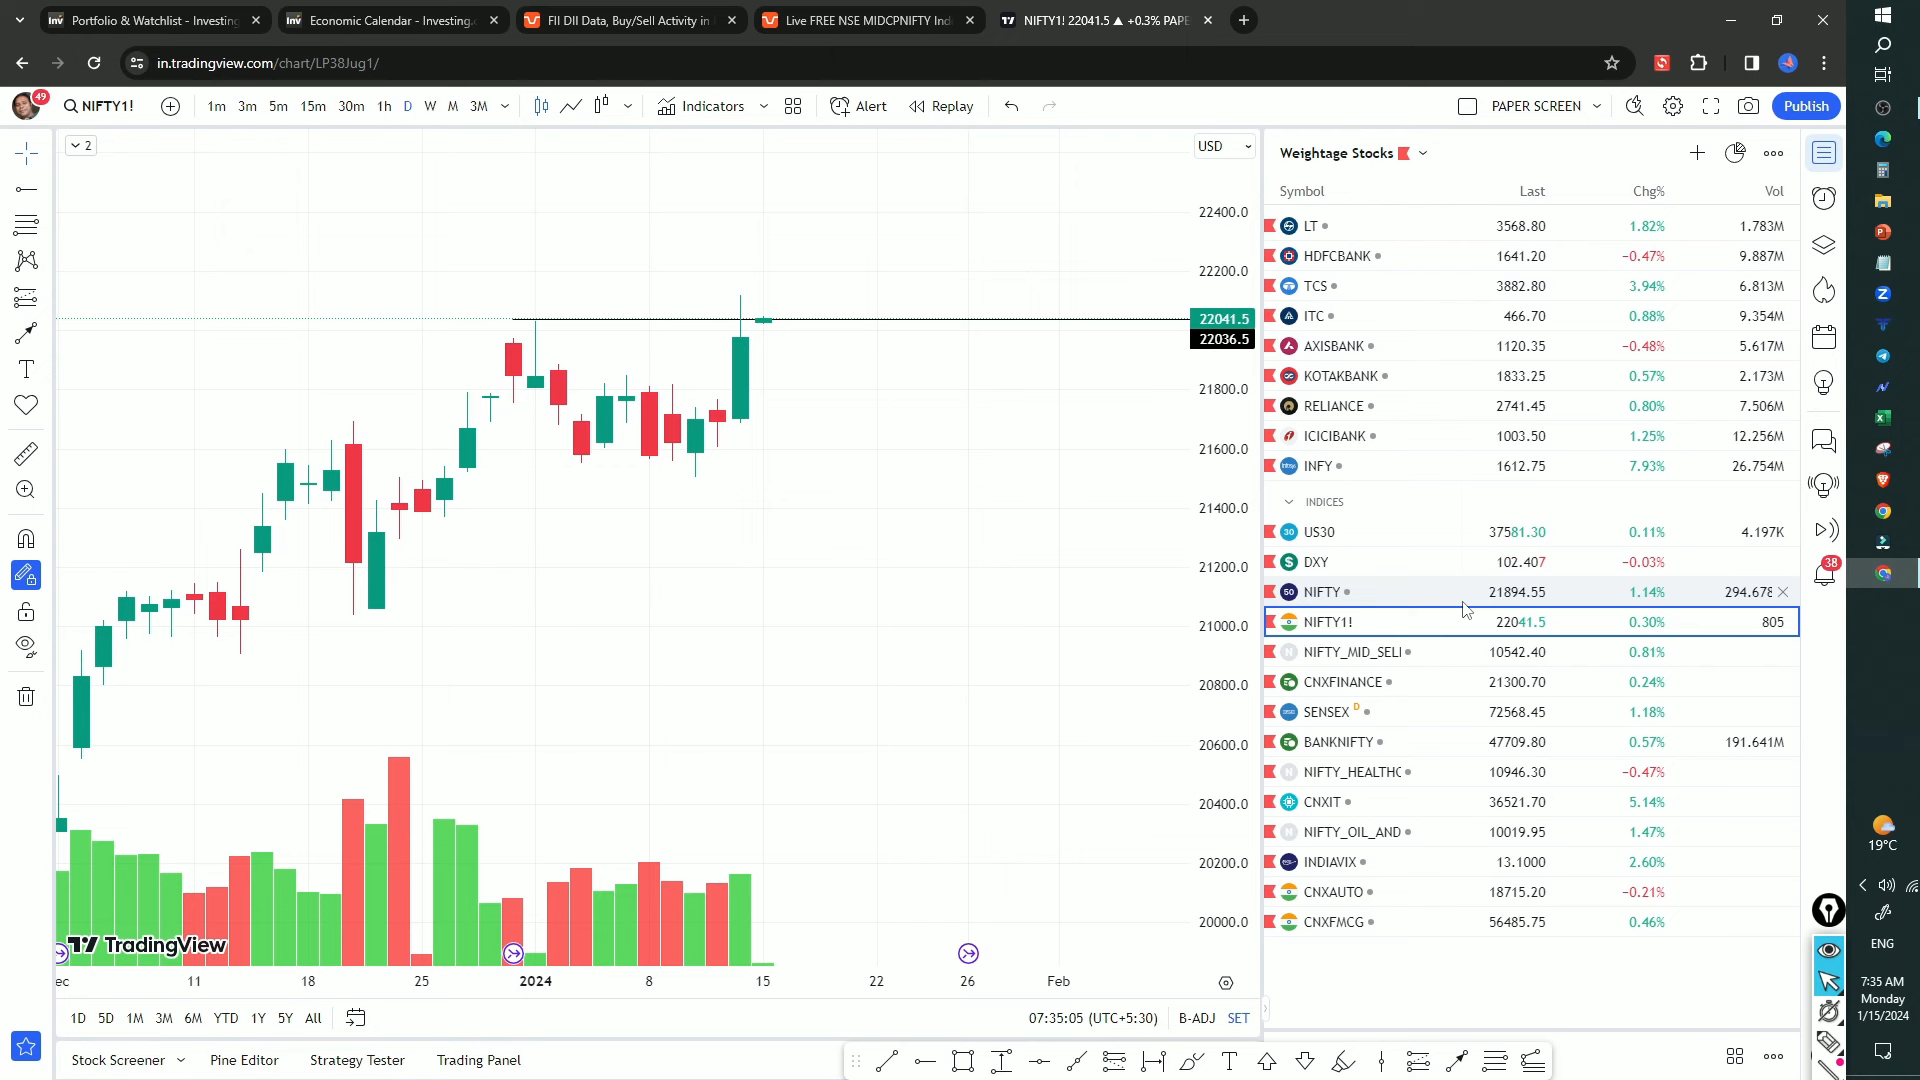 Portfolio & Watchlist - Investing
Economic Calendar - Investing.c
FII DII Data, Buy/Sell Activity in
Live FREE NSE MIDCPNIFTY Ind
NIFTY1! 22041.5 ▲ +0.3% PAPE
in.tradingview.com/chart/LP38Jug1/
49
NIFTY1!
1m 3m 5m 15m 30m 1h D W M 3M
Indicators
Alert
Replay
PAPER SCREEN
Publish
2
USD
22400.0
22200.0
22041.5
22036.5
21800.0
21600.0
21400.0
21200.0
21000.0
20800.0
20600.0
20400.0
20200.0
20000.0
TradingView
ec 11 18 25 2024 8 15 22 26 Feb
1D 5D 1M 3M 6M YTD 1Y 5Y All
07:35:05 (UTC+5:30) B-ADJ SET
Stock Screener
Pine Editor
Strategy Tester
Trading Panel
Weightage Stocks
Symbol Last Chg% Vol
LT 3568.80 1.82% 1.783M
HDFCBANK 1641.20 −0.47% 9.887M
TCS 3882.80 3.94% 6.813M
ITC 466.70 0.88% 9.354M
AXISBANK 1120.35 −0.48% 5.617M
KOTAKBANK 1833.25 0.57% 2.173M
RELIANCE 2741.45 0.80% 7.506M
ICICIBANK 1003.50 1.25% 12.256M
INFY 1612.75 7.93% 26.754M
INDICES
30 US30 37581.30 0.11% 4.197K
DXY 102.407 −0.03%
50 NIFTY 21894.55 1.14% 294.678
NIFTY1! 22041.5 0.30% 805
NIFTY_MID_SELI 10542.40 0.81%
CNXFINANCE 21300.70 0.24%
SENSEX D 72568.45 1.18%
BANKNIFTY 47709.80 0.57% 191.641M
NIFTY_HEALTHC 10946.30 −0.47%
CNXIT 36521.70 5.14%
NIFTY_OIL_AND 10019.95 1.47%
INDIAVIX 13.1000 2.60%
CNXAUTO 18715.20 −0.21%
CNXFMCG 56485.75 0.46%
38
19°C
ENG
7:35 AM
Monday
1/15/2024